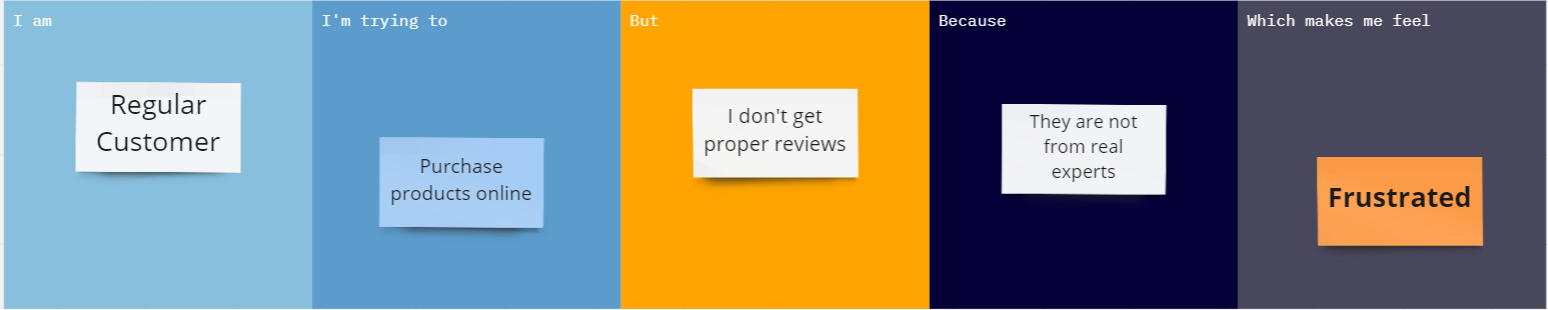 I am
Regular
Customer
I'm trying to
Purchase
products online
But
I don't get
proper reviews
Because
They are not
from real
experts
Which makes me feel
Frustrated